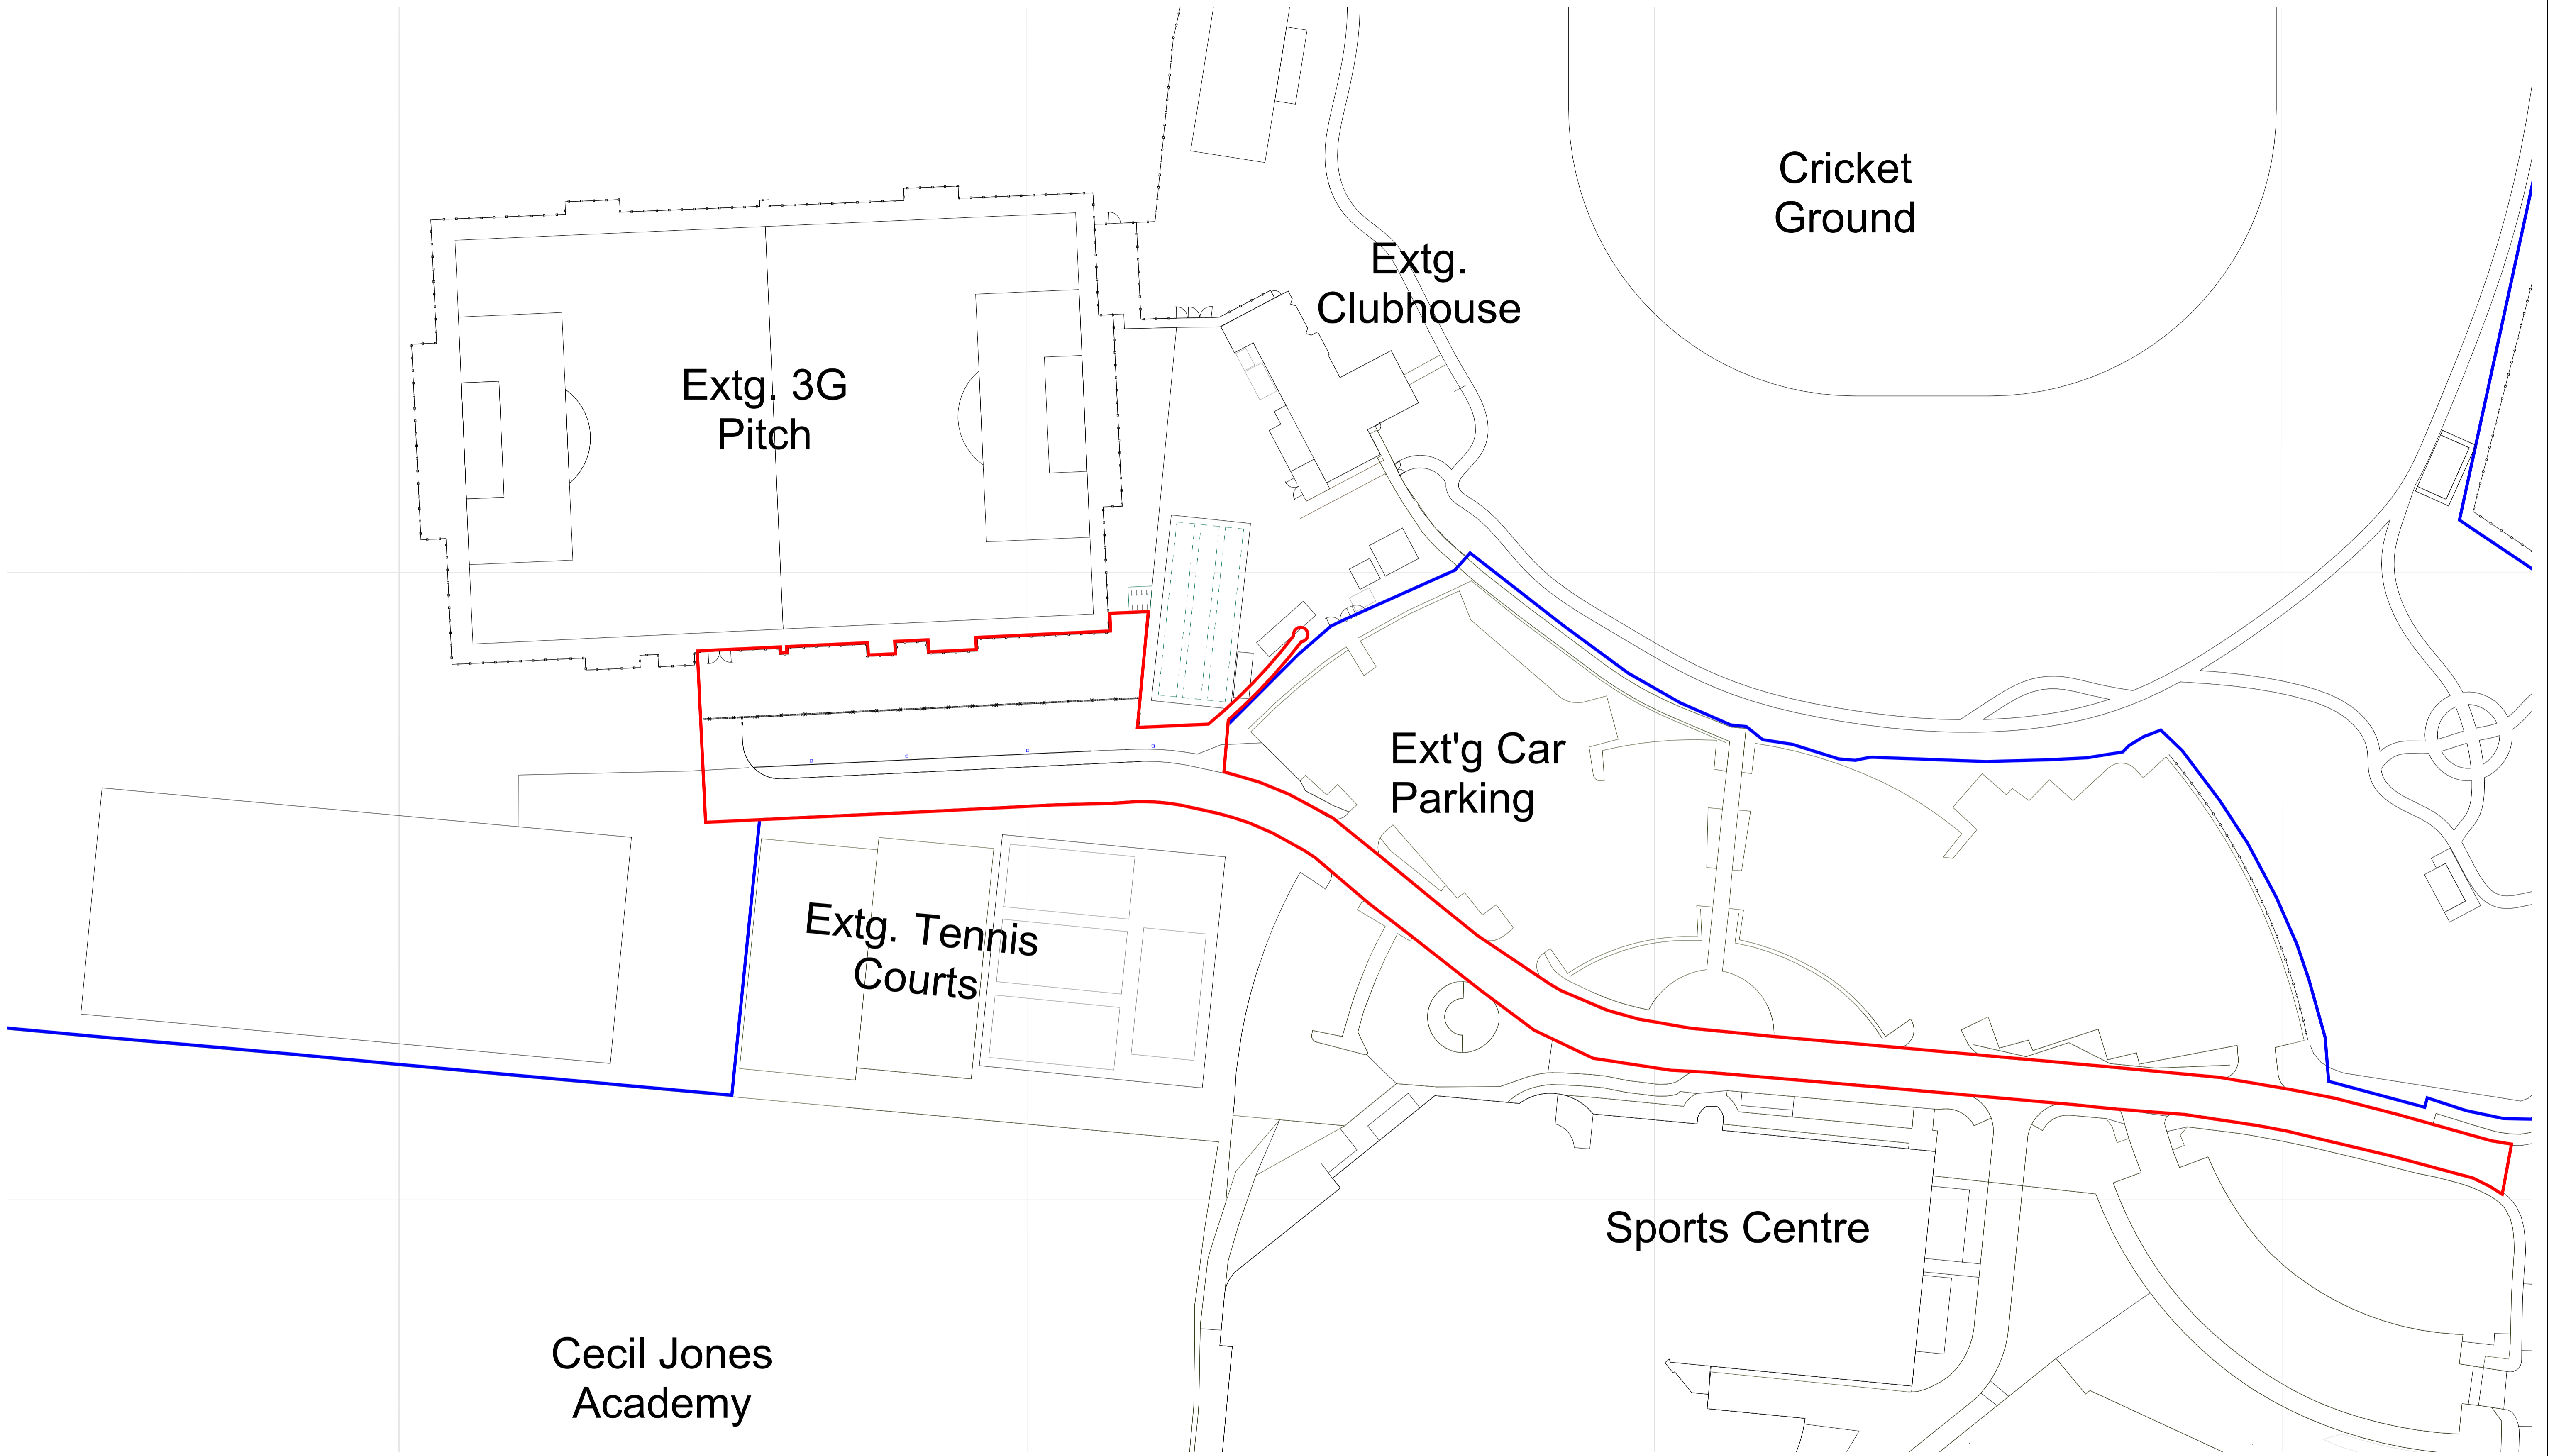 Cricket
Ground
Extg.
Clubhouse
Extg. 3G
Pitch
Ext'g Car
Parking
Extg. Tennis
Courts
Sports Centre
Cecil Jones
Academy